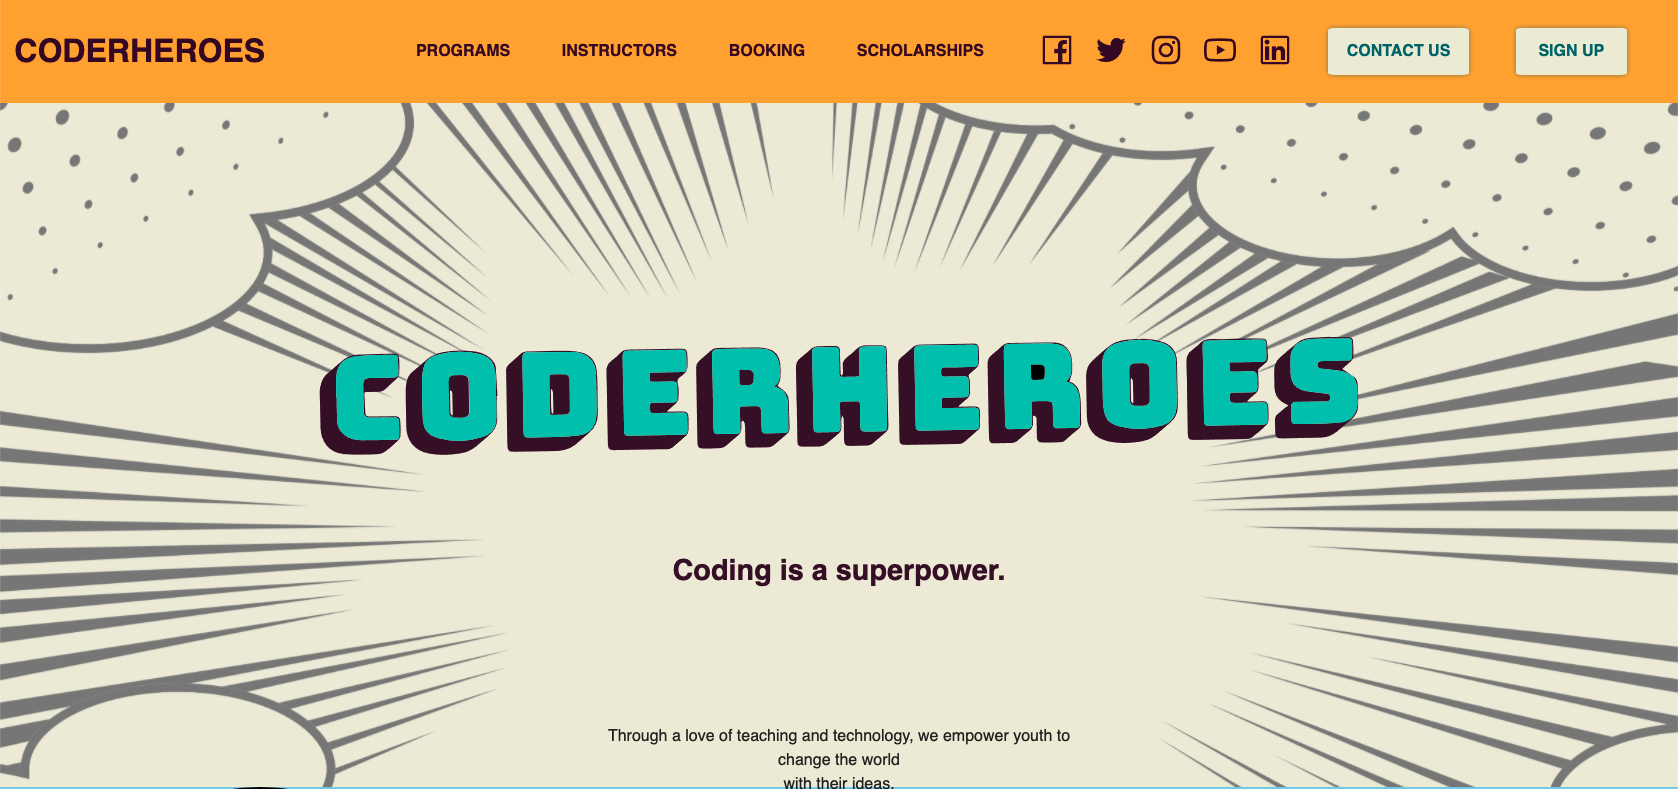 CODERHEROES
PROGRAMS
INSTRUCTORS
BOOKING
SCHOLARSHIPS
CONTACT US
SIGN UP
CODERHEROES
Coding is a superpower.
Through a love of teaching and technology, we empower youth to
change the world
with their ideas.